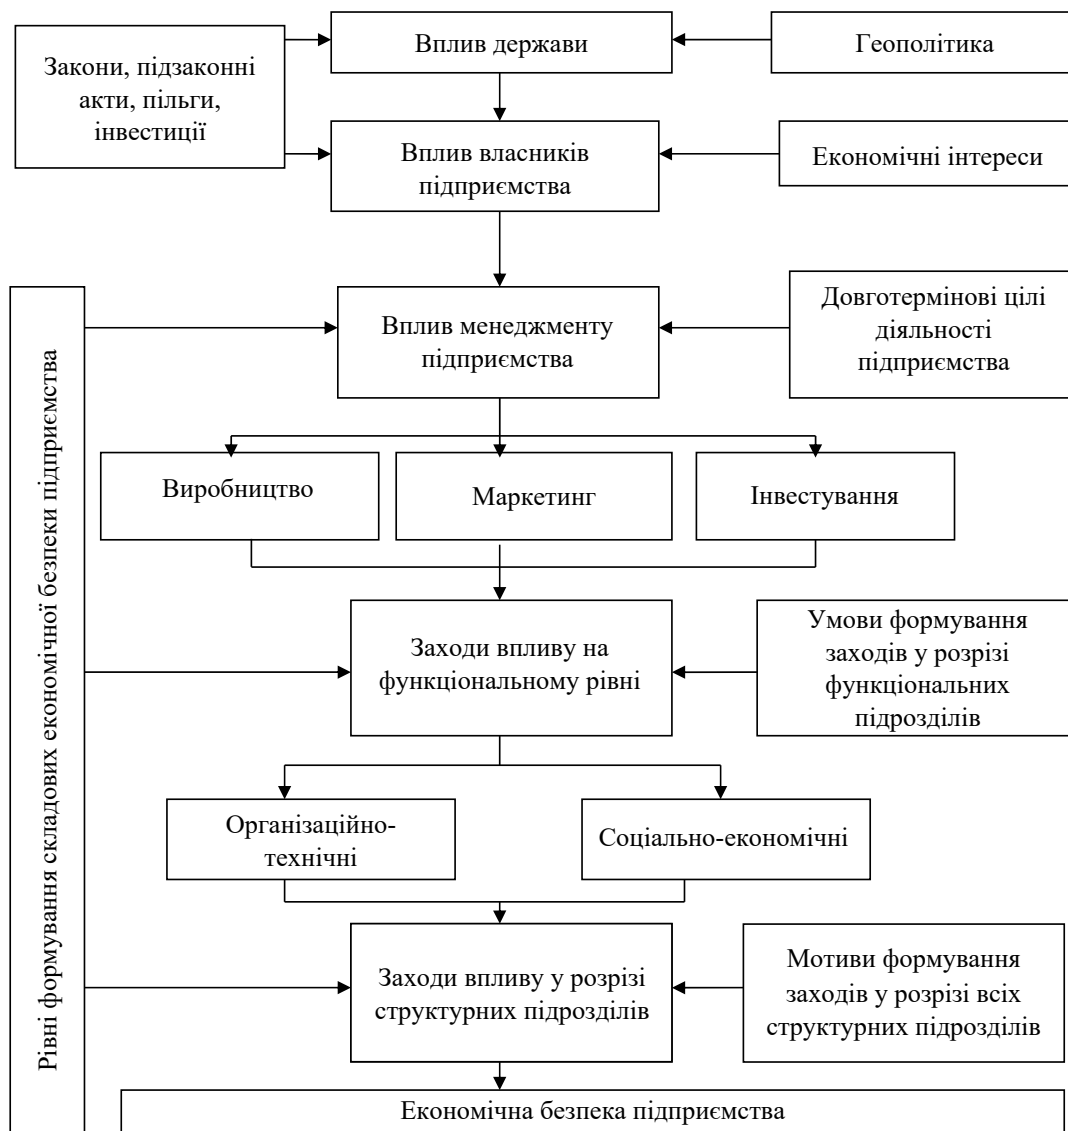 Вплив держави
Геополітика
Закони, підзаконні
акти, пільги,
інвестиції
Вплив власників
підприємства
Економічні інтереси
Рівні формування складових економічної безпеки підприємства
Вплив менеджменту
підприємства
Довготермінові цілі
діяльності
підприємства
Виробництво
Маркетинг
Інвестування
Заходи впливу на
функціональному рівні
Умови формування
заходів у розрізі
функціональних
підрозділів
Організаційно-
технічні
Соціально-економічні
Заходи впливу у розрізі
структурних підрозділів
Мотиви формування
заходів у розрізі всіх
структурних підрозділів
Економічна безпека підприємства